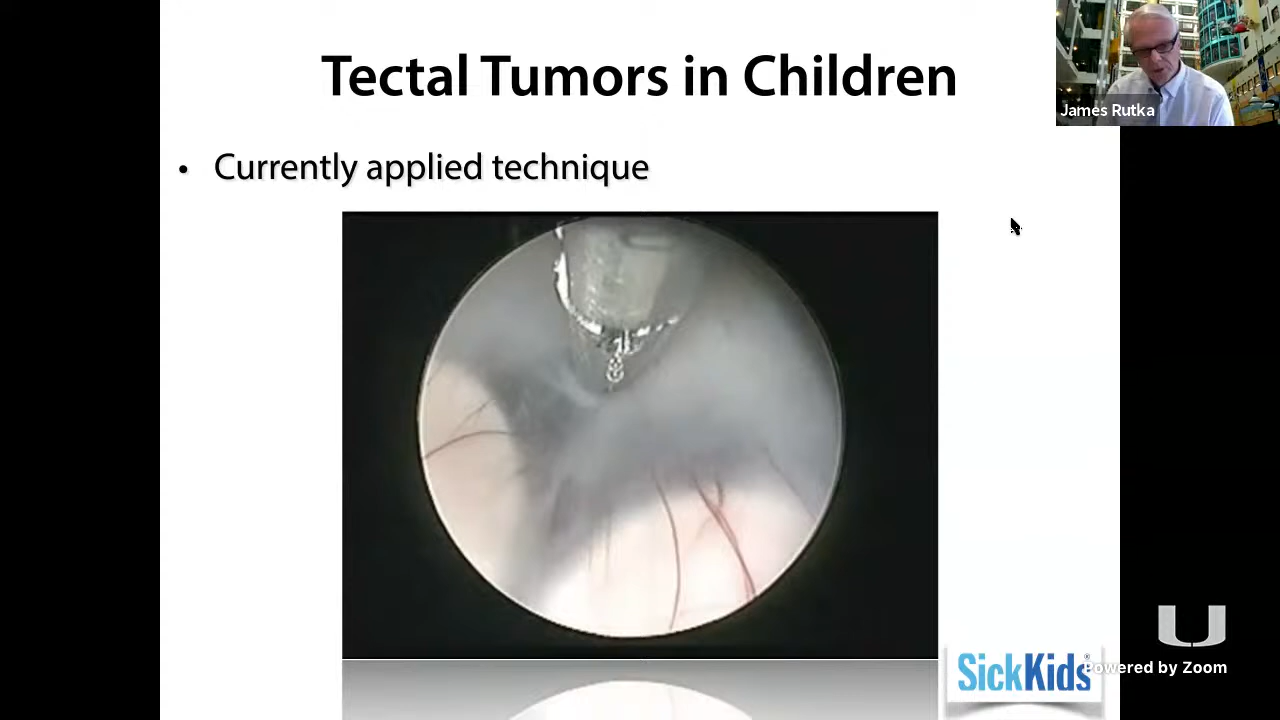 Tectal Tumors in Children
James Rutka
• Currently applied technique
U
SickKids®
Powered by Zoom